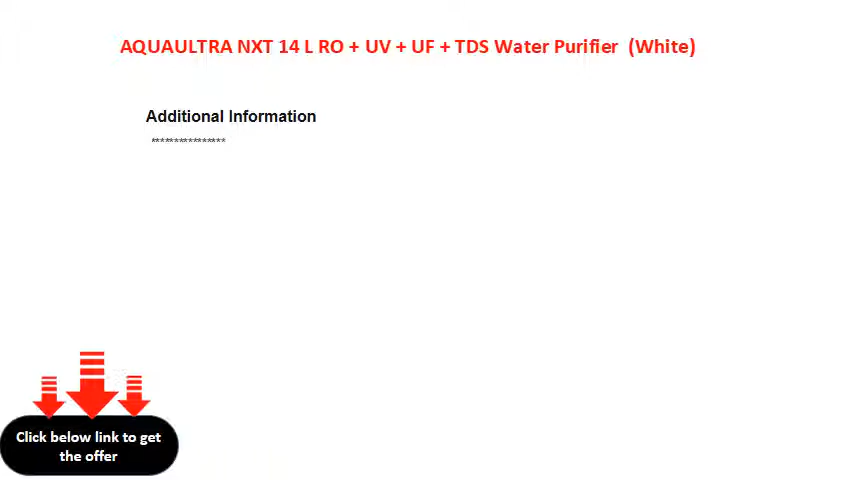 AQUAULTRA NXT 14 L RO + UV + UF + TDS Water Purifier (White)
Additional Information
****************
Click below link to get
the offer